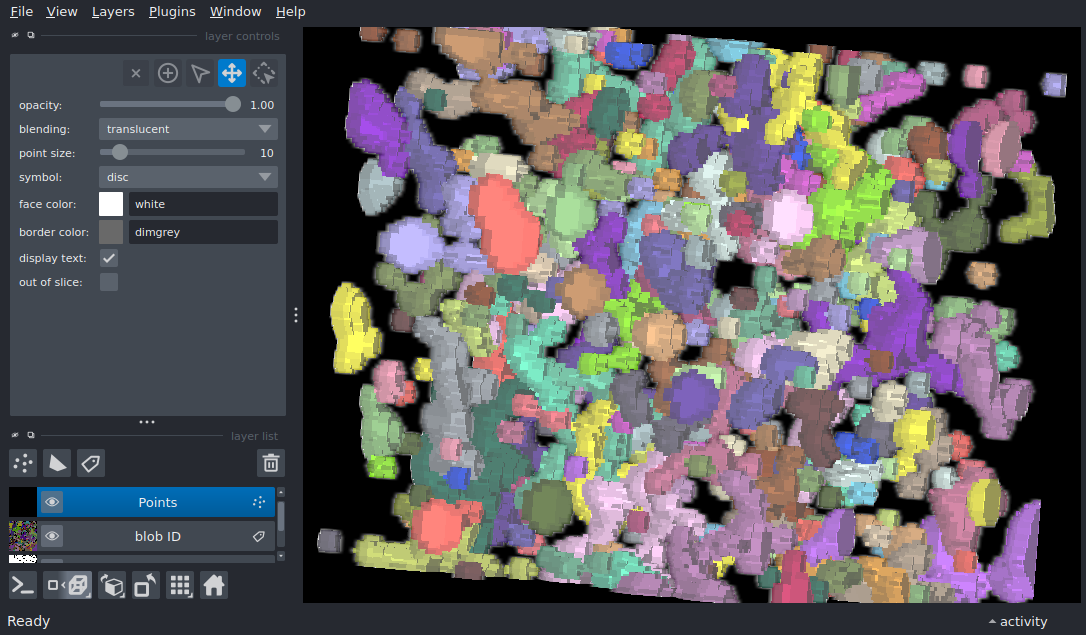 File View Layers Plugins Window Help
layer controls
opacity: 1.00
blending: translucent
point size: 10
symbol: disc
face color: white
border color: dimgrey
display text:
out of slice:
layer list
Points
blob ID
Ready
activity